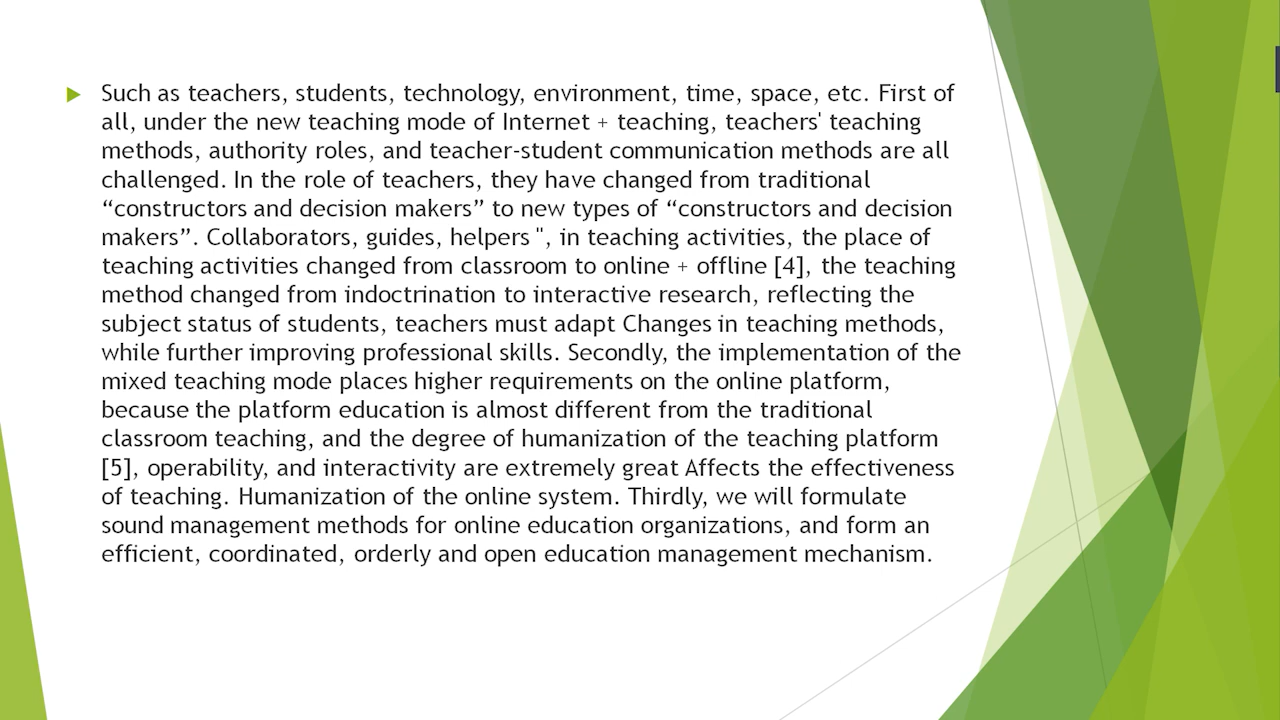 Such as teachers, students, technology, environment, time, space, etc. First of
all, under the new teaching mode of Internet + teaching, teachers' teaching
methods, authority roles, and teacher-student communication methods are all
challenged. In the role of teachers, they have changed from traditional
“constructors and decision makers” to new types of “constructors and decision
makers”. Collaborators, guides, helpers ", in teaching activities, the place of
teaching activities changed from classroom to online + offline [4], the teaching
method changed from indoctrination to interactive research, reflecting the
subject status of students, teachers must adapt Changes in teaching methods,
while further improving professional skills. Secondly, the implementation of the
mixed teaching mode places higher requirements on the online platform,
because the platform education is almost different from the traditional
classroom teaching, and the degree of humanization of the teaching platform
[5], operability, and interactivity are extremely great Affects the effectiveness
of teaching. Humanization of the online system. Thirdly, we will formulate
sound management methods for online education organizations, and form an
efficient, coordinated, orderly and open education management mechanism.